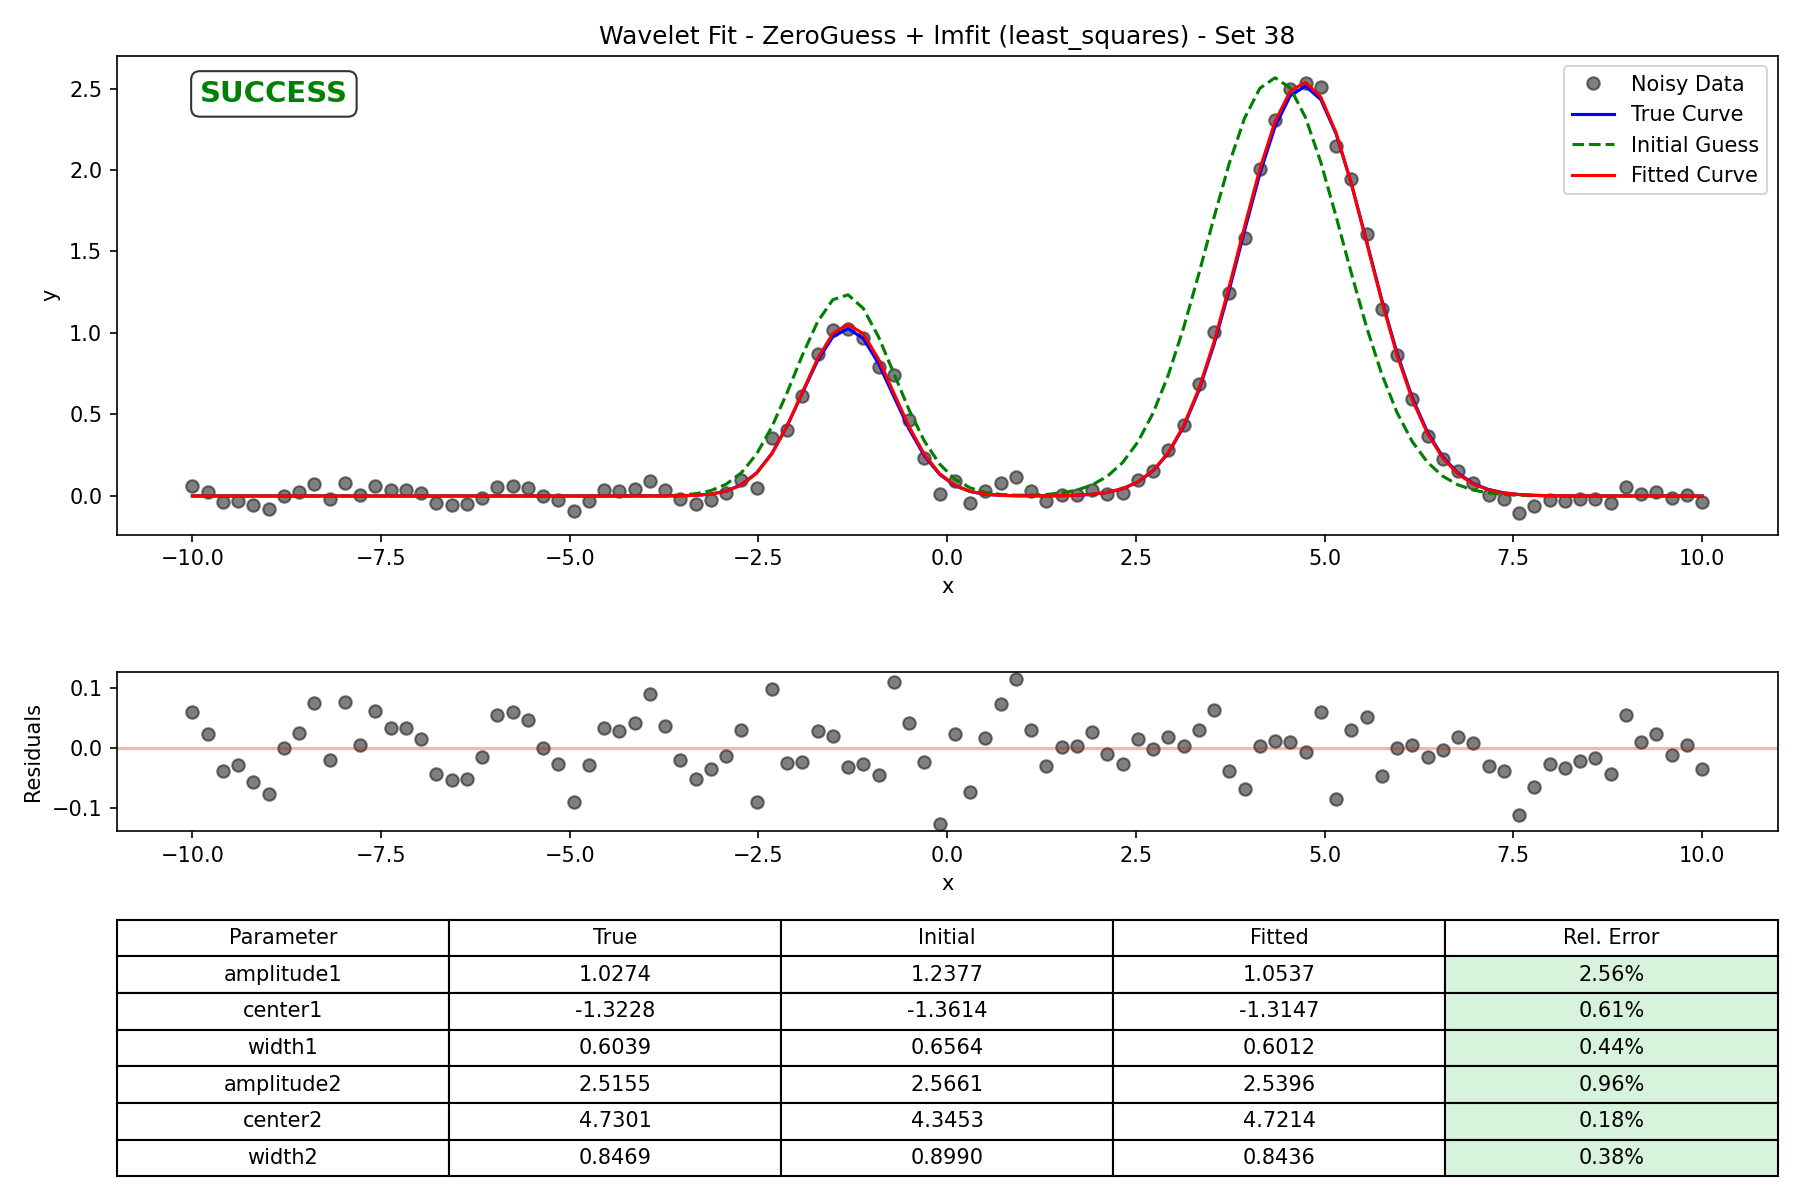 Wavelet Fit - ZeroGuess + lmfit (least_squares) - Set 38
SUCCESS
Noisy Data
True Curve
Initial Guess
Fitted Curve
y
2.5
2.0
1.5
1.0
0.5
0.0
−10.0 −7.5 −5.0 −2.5 0.0 2.5 5.0 7.5 10.0
x
Residuals
0.1
0.0
−0.1
−10.0 −7.5 −5.0 −2.5 0.0 2.5 5.0 7.5 10.0
x
Parameter True Initial Fitted Rel. Error
amplitude1 1.0274 1.2377 1.0537 2.56%
center1 -1.3228 -1.3614 -1.3147 0.61%
width1 0.6039 0.6564 0.6012 0.44%
amplitude2 2.5155 2.5661 2.5396 0.96%
center2 4.7301 4.3453 4.7214 0.18%
width2 0.8469 0.8990 0.8436 0.38%